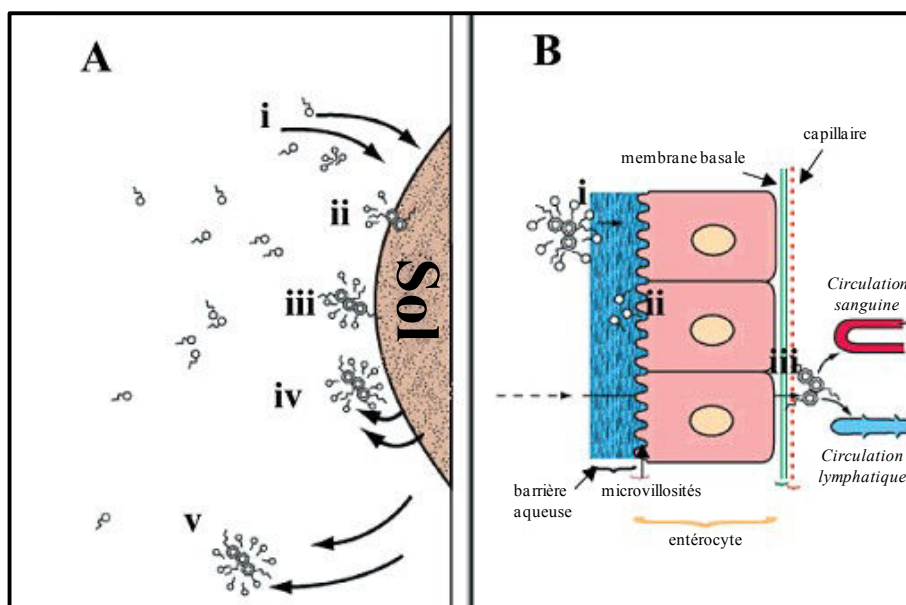 A
i
ii
iii
iv
v
Sol
B
capillaire
membrane basale
i
ii
iii
Circulation
sanguine
Circulation
lymphatique
barrière
aqueuse
microvillosités
entérocyte